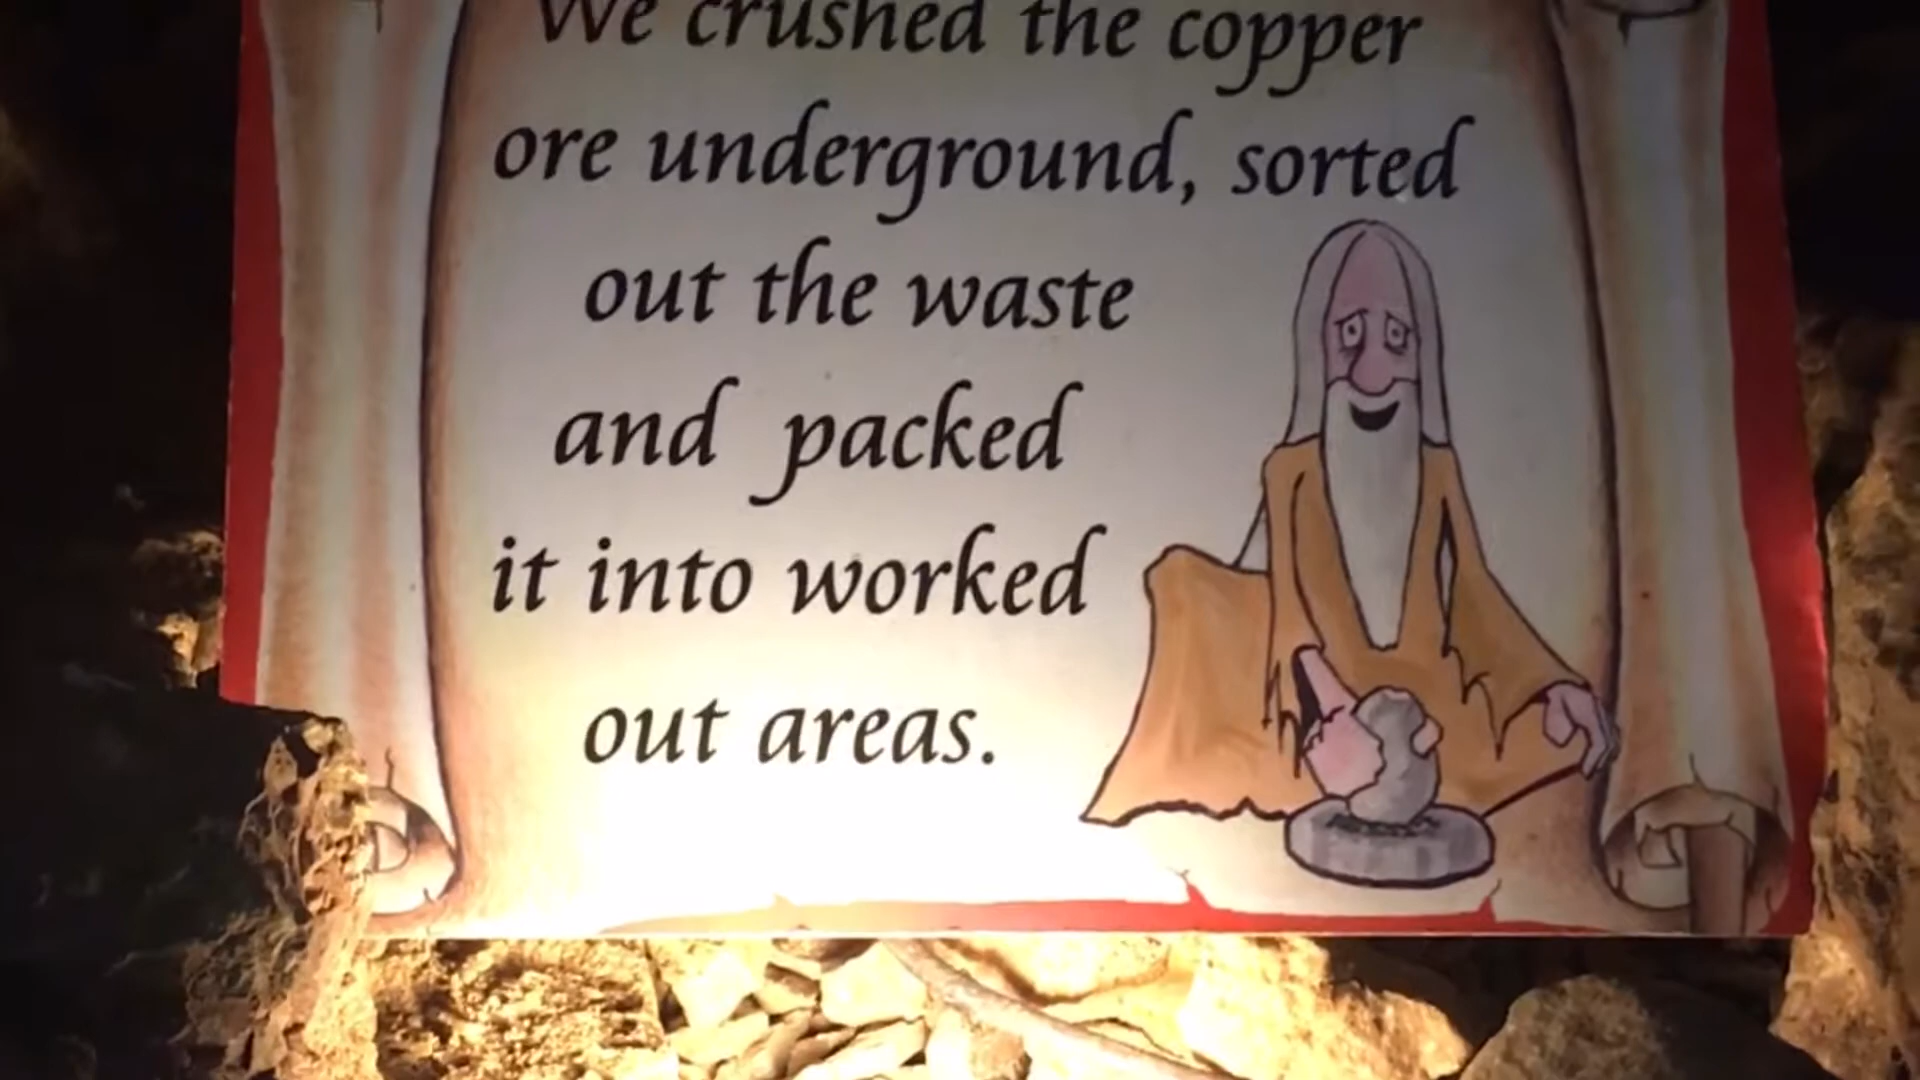 We crushed the copper
ore underground, sorted
out the waste
and packed
it into worked
out areas.